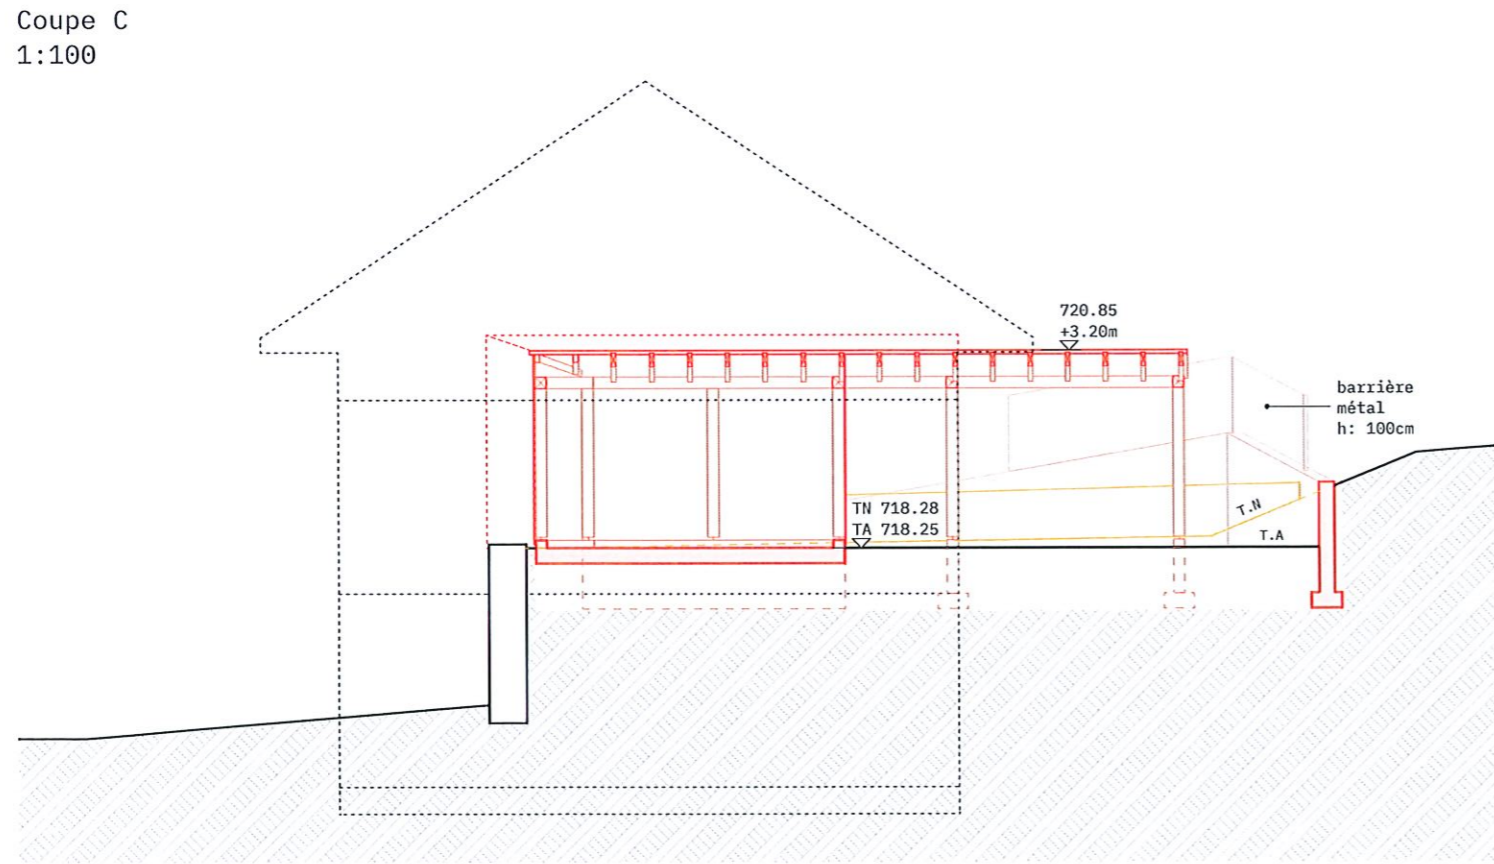 Coupe C
1:100
720.85
+3.20m
barrière
métal
h: 100cm
TN 718.28
TA 718.25
T.N
T.A